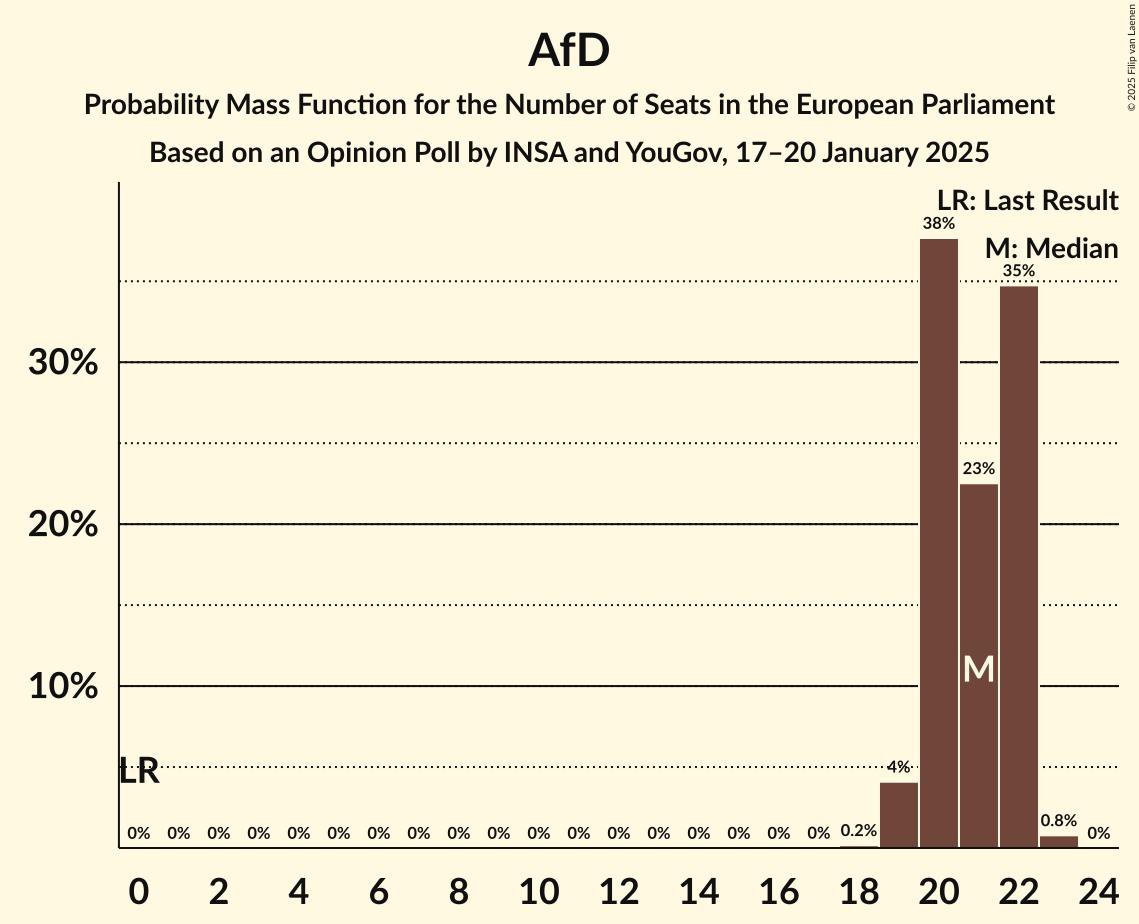 AfD
Probability Mass Function for the Number of Seats in the European Parliament
Based on an Opinion Poll by INSA and YouGov, 17–20 January 2025
© 2025 Filip van Laenen
LR: Last Result
M: Median
38%
35%
30%
23%
20%
M
10%
LR
4%
0% 0% 0% 0% 0% 0% 0% 0% 0% 0% 0% 0% 0% 0% 0% 0% 0% 0% 0.2% 0.8% 0%
0 2 4 6 8 10 12 14 16 18 20 22 24